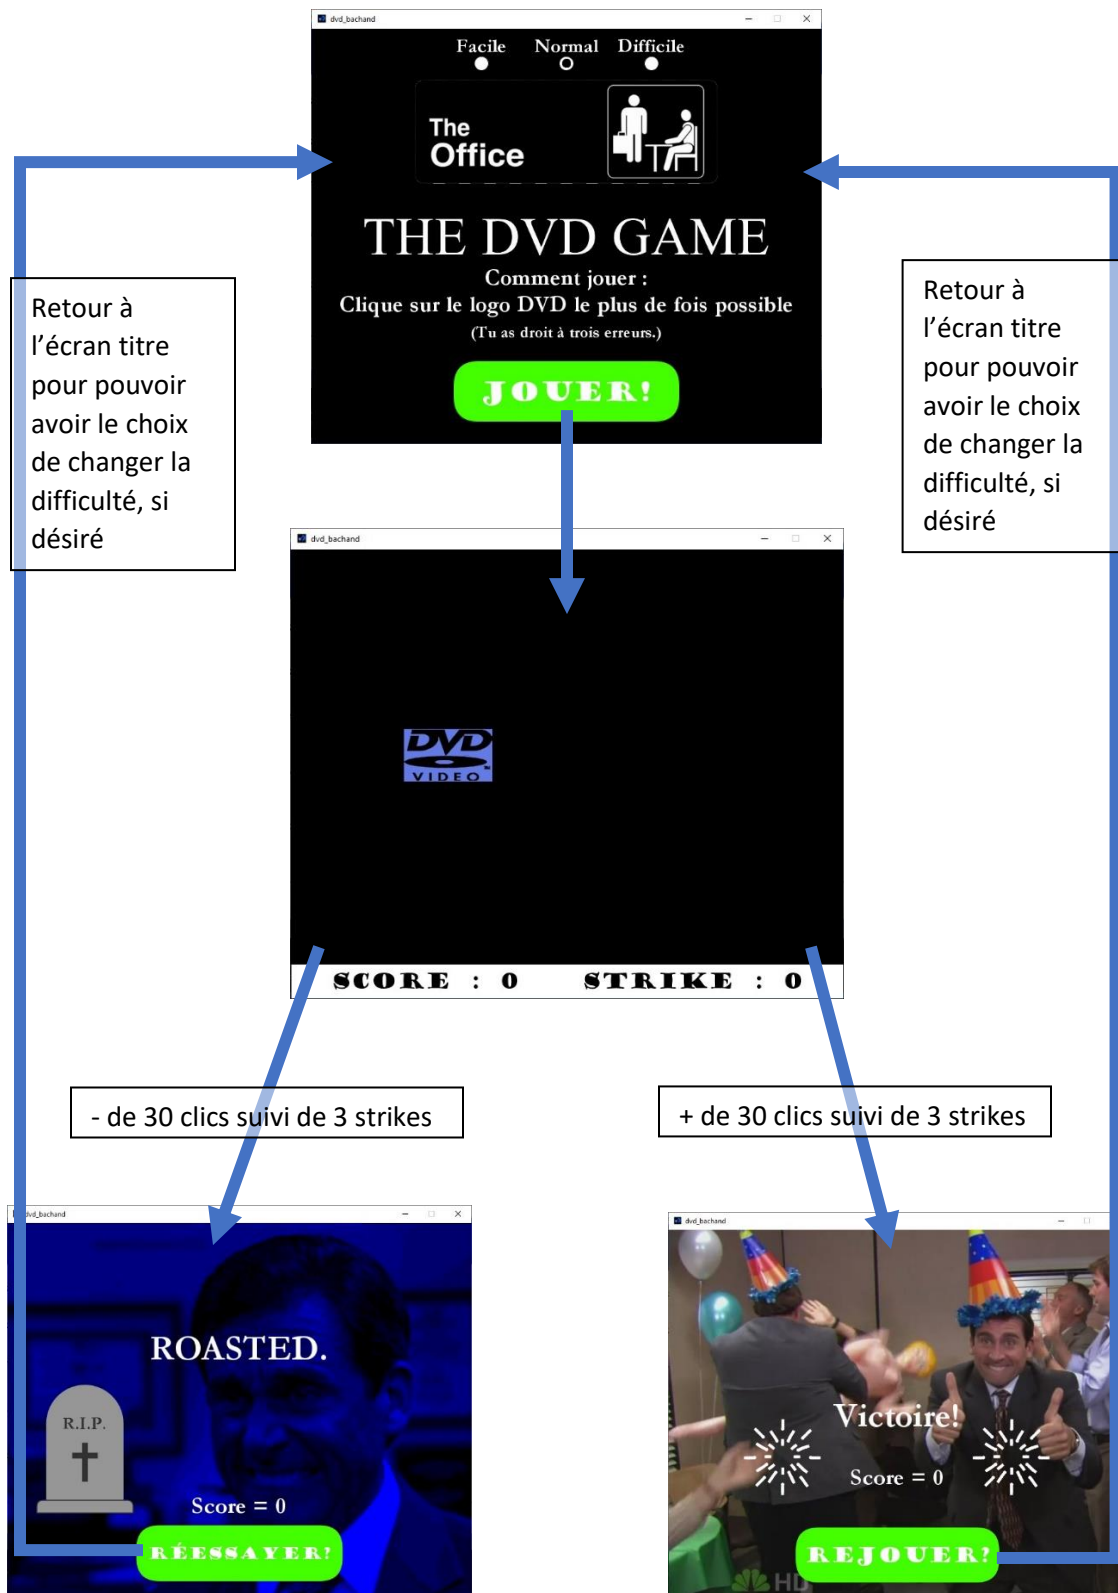 dvd_bachand
Facile Normal Difficile
The
Office
THE DVD GAME
Comment jouer :
Clique sur le logo DVD le plus de fois possible
(Tu as droit à trois erreurs.)
JOUER!
Retour à
l’écran titre
pour pouvoir
avoir le choix
de changer la
difficulté, si
désiré
Retour à
l’écran titre
pour pouvoir
avoir le choix
de changer la
difficulté, si
désiré
dvd_bachand
DVD
VIDEO
SCORE : 0 STRIKE : 0
- de 30 clics suivi de 3 strikes
+ de 30 clics suivi de 3 strikes
dvd_bachand
ROASTED.
R.I.P.
Score = 0
RÉESSAYER?
dvd_bachand
Victoire!
Score = 0
REJOUER?
HD